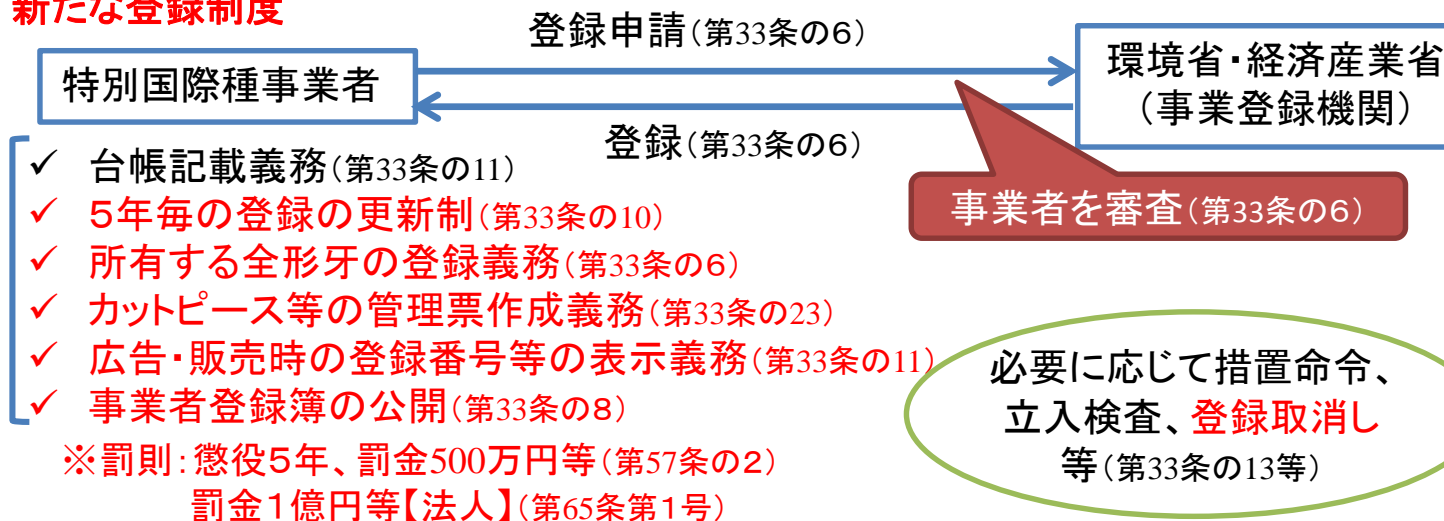 新たな登録制度
登録申請(第33条の6)
特別国際種事業者
環境省・経済産業省
(事業登録機関)
登録(第33条の6)
事業者を審査(第33条の6)
✓ 台帳記載義務(第33条の11)
✓ 5年毎の登録の更新制(第33条の10)
✓ 所有する全形牙の登録義務(第33条の6)
✓ カットピース等の管理票作成義務(第33条の23)
✓ 広告・販売時の登録番号等の表示義務(第33条の11)
✓ 事業者登録簿の公開(第33条の8)
※罰則:懲役5年、罰金500万円等(第57条の2)
罰金1億円等【法人】(第65条第1号)
必要に応じて措置命令、
立入検査、登録取消し
等(第33条の13等)